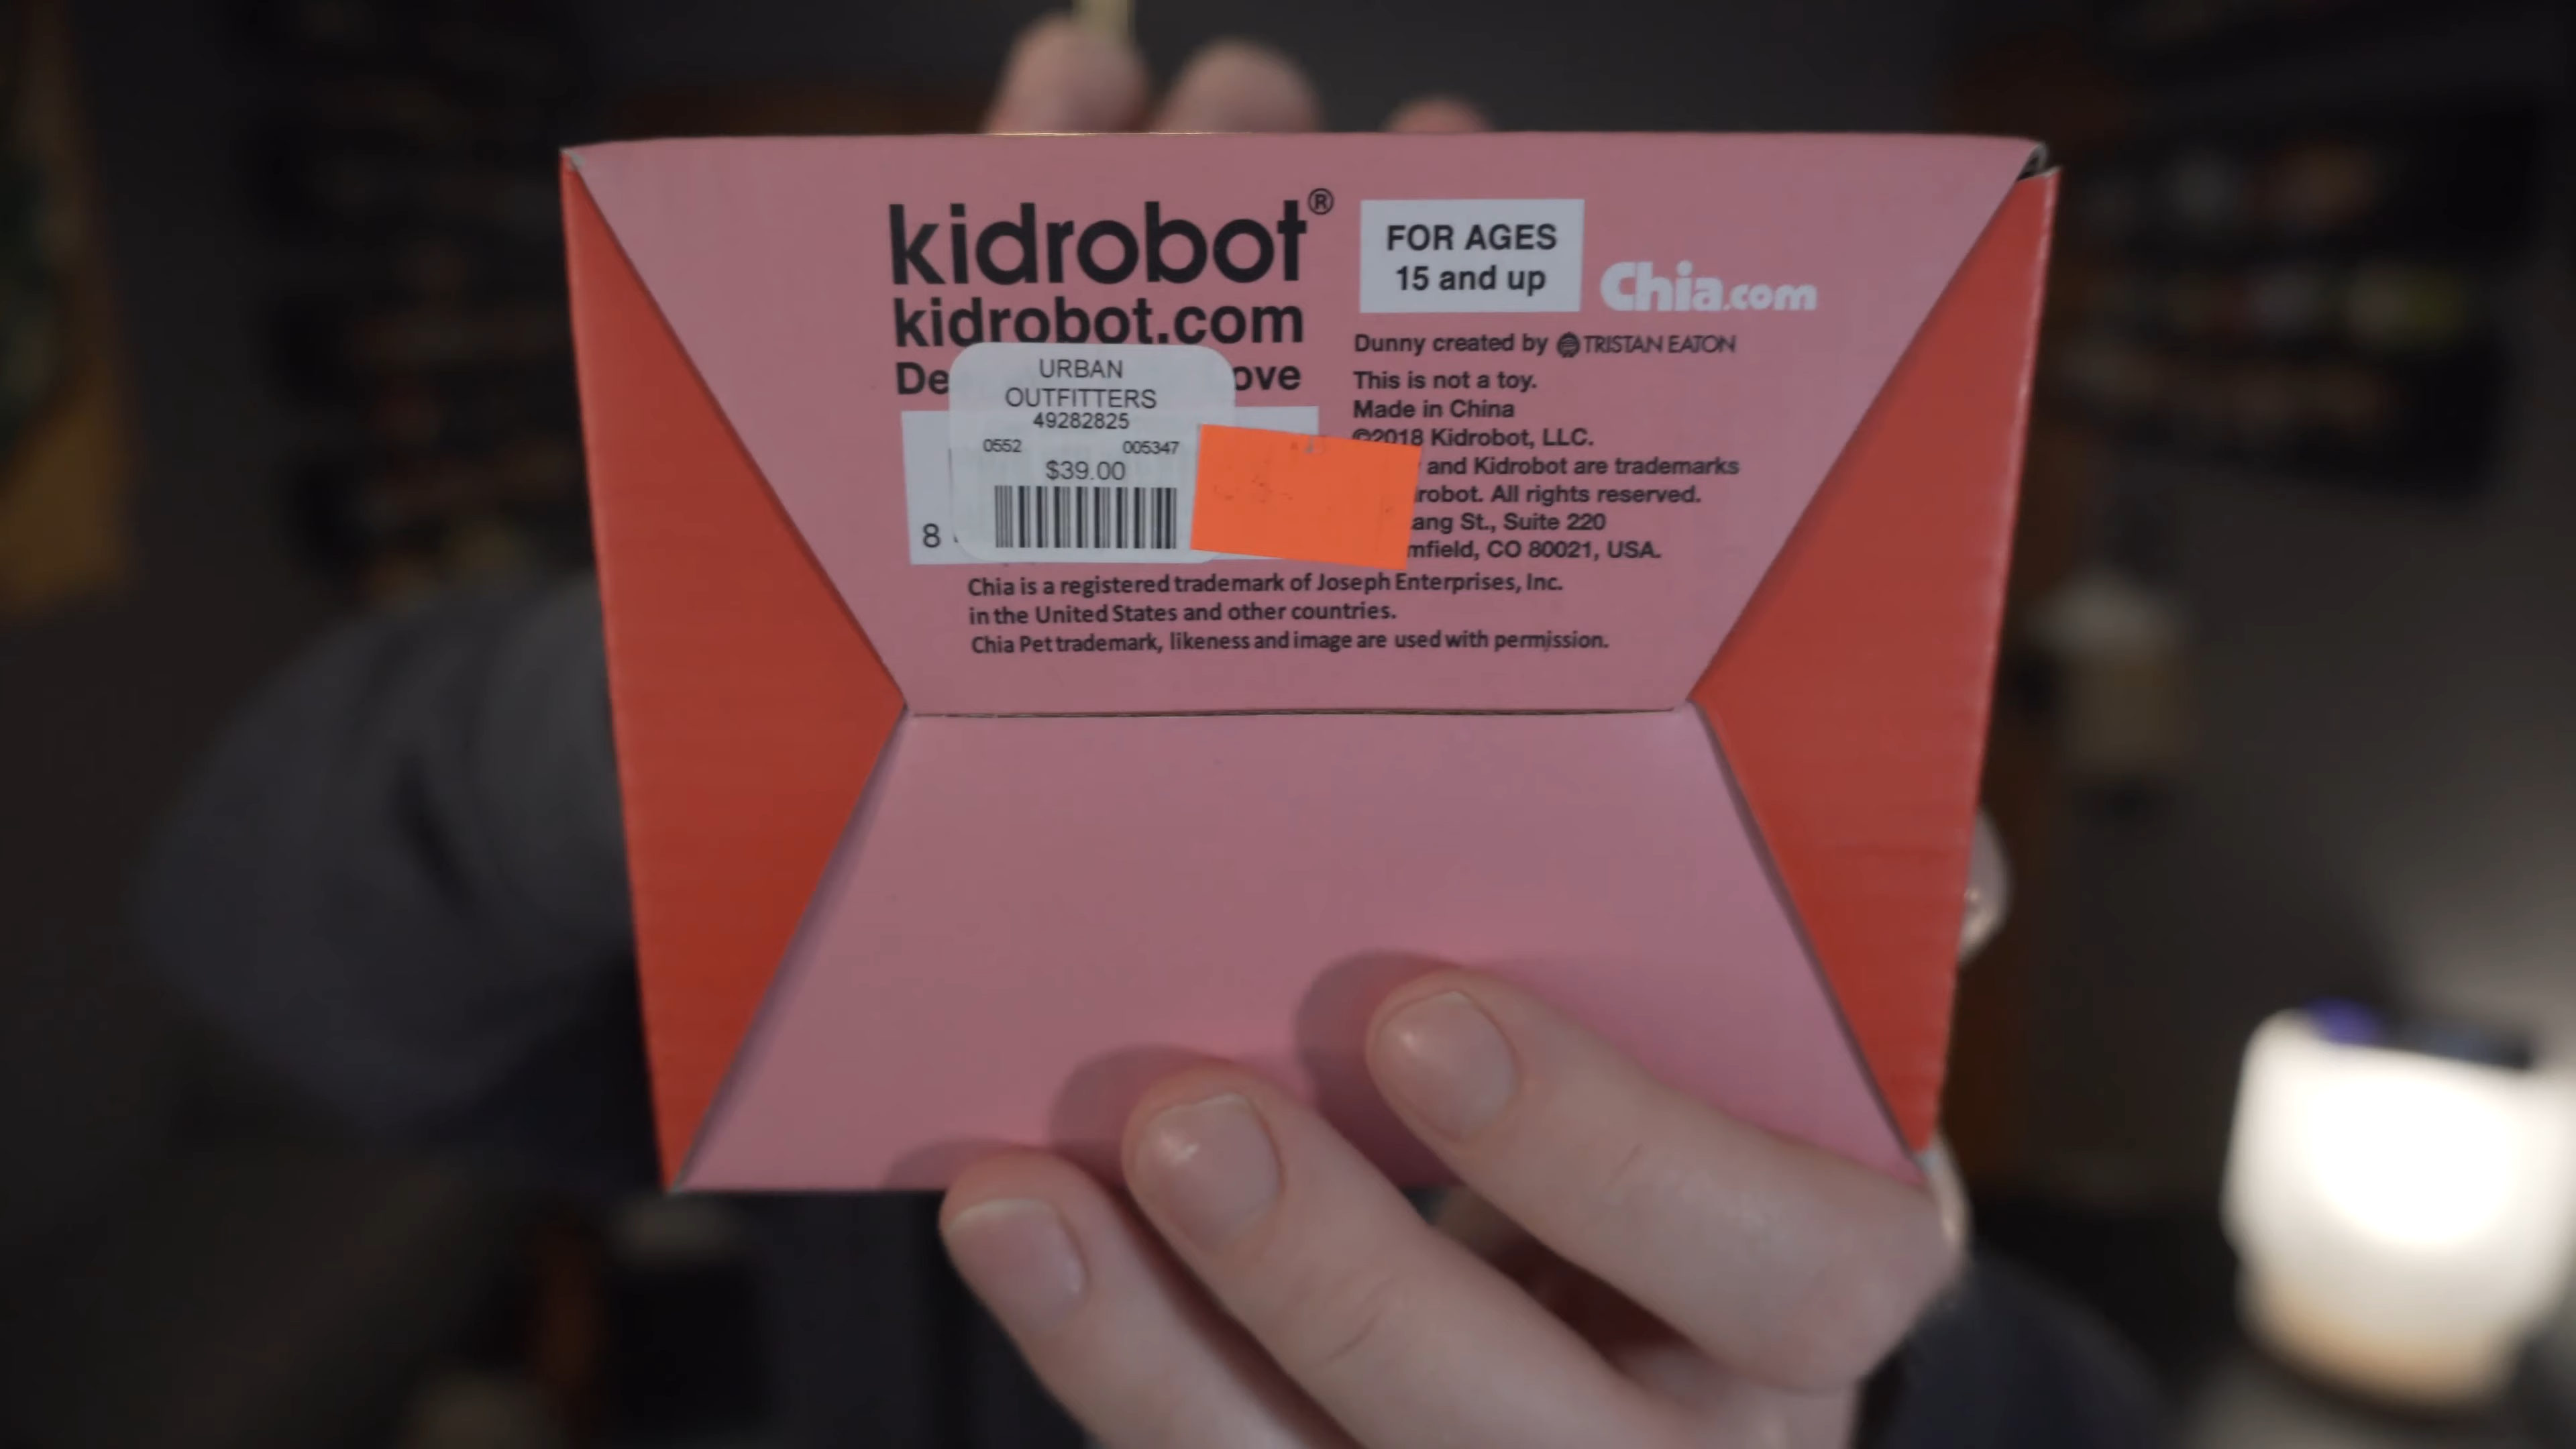 kidrobot®
kidrobot.com
De ove
URBAN
OUTFITTERS
49282825
0552 005347
$39.00
8
FOR AGES
15 and up
Chia.com
Dunny created by TRISTAN EATON
This is not a toy.
Made in China
©2018 Kidrobot, LLC.
and Kidrobot are trademarks
robot. All rights reserved.
ang St., Suite 220
mfield, CO 80021, USA.
Chia is a registered trademark of Joseph Enterprises, Inc.
in the United States and other countries.
Chia Pet trademark, likeness and image are used with permission.